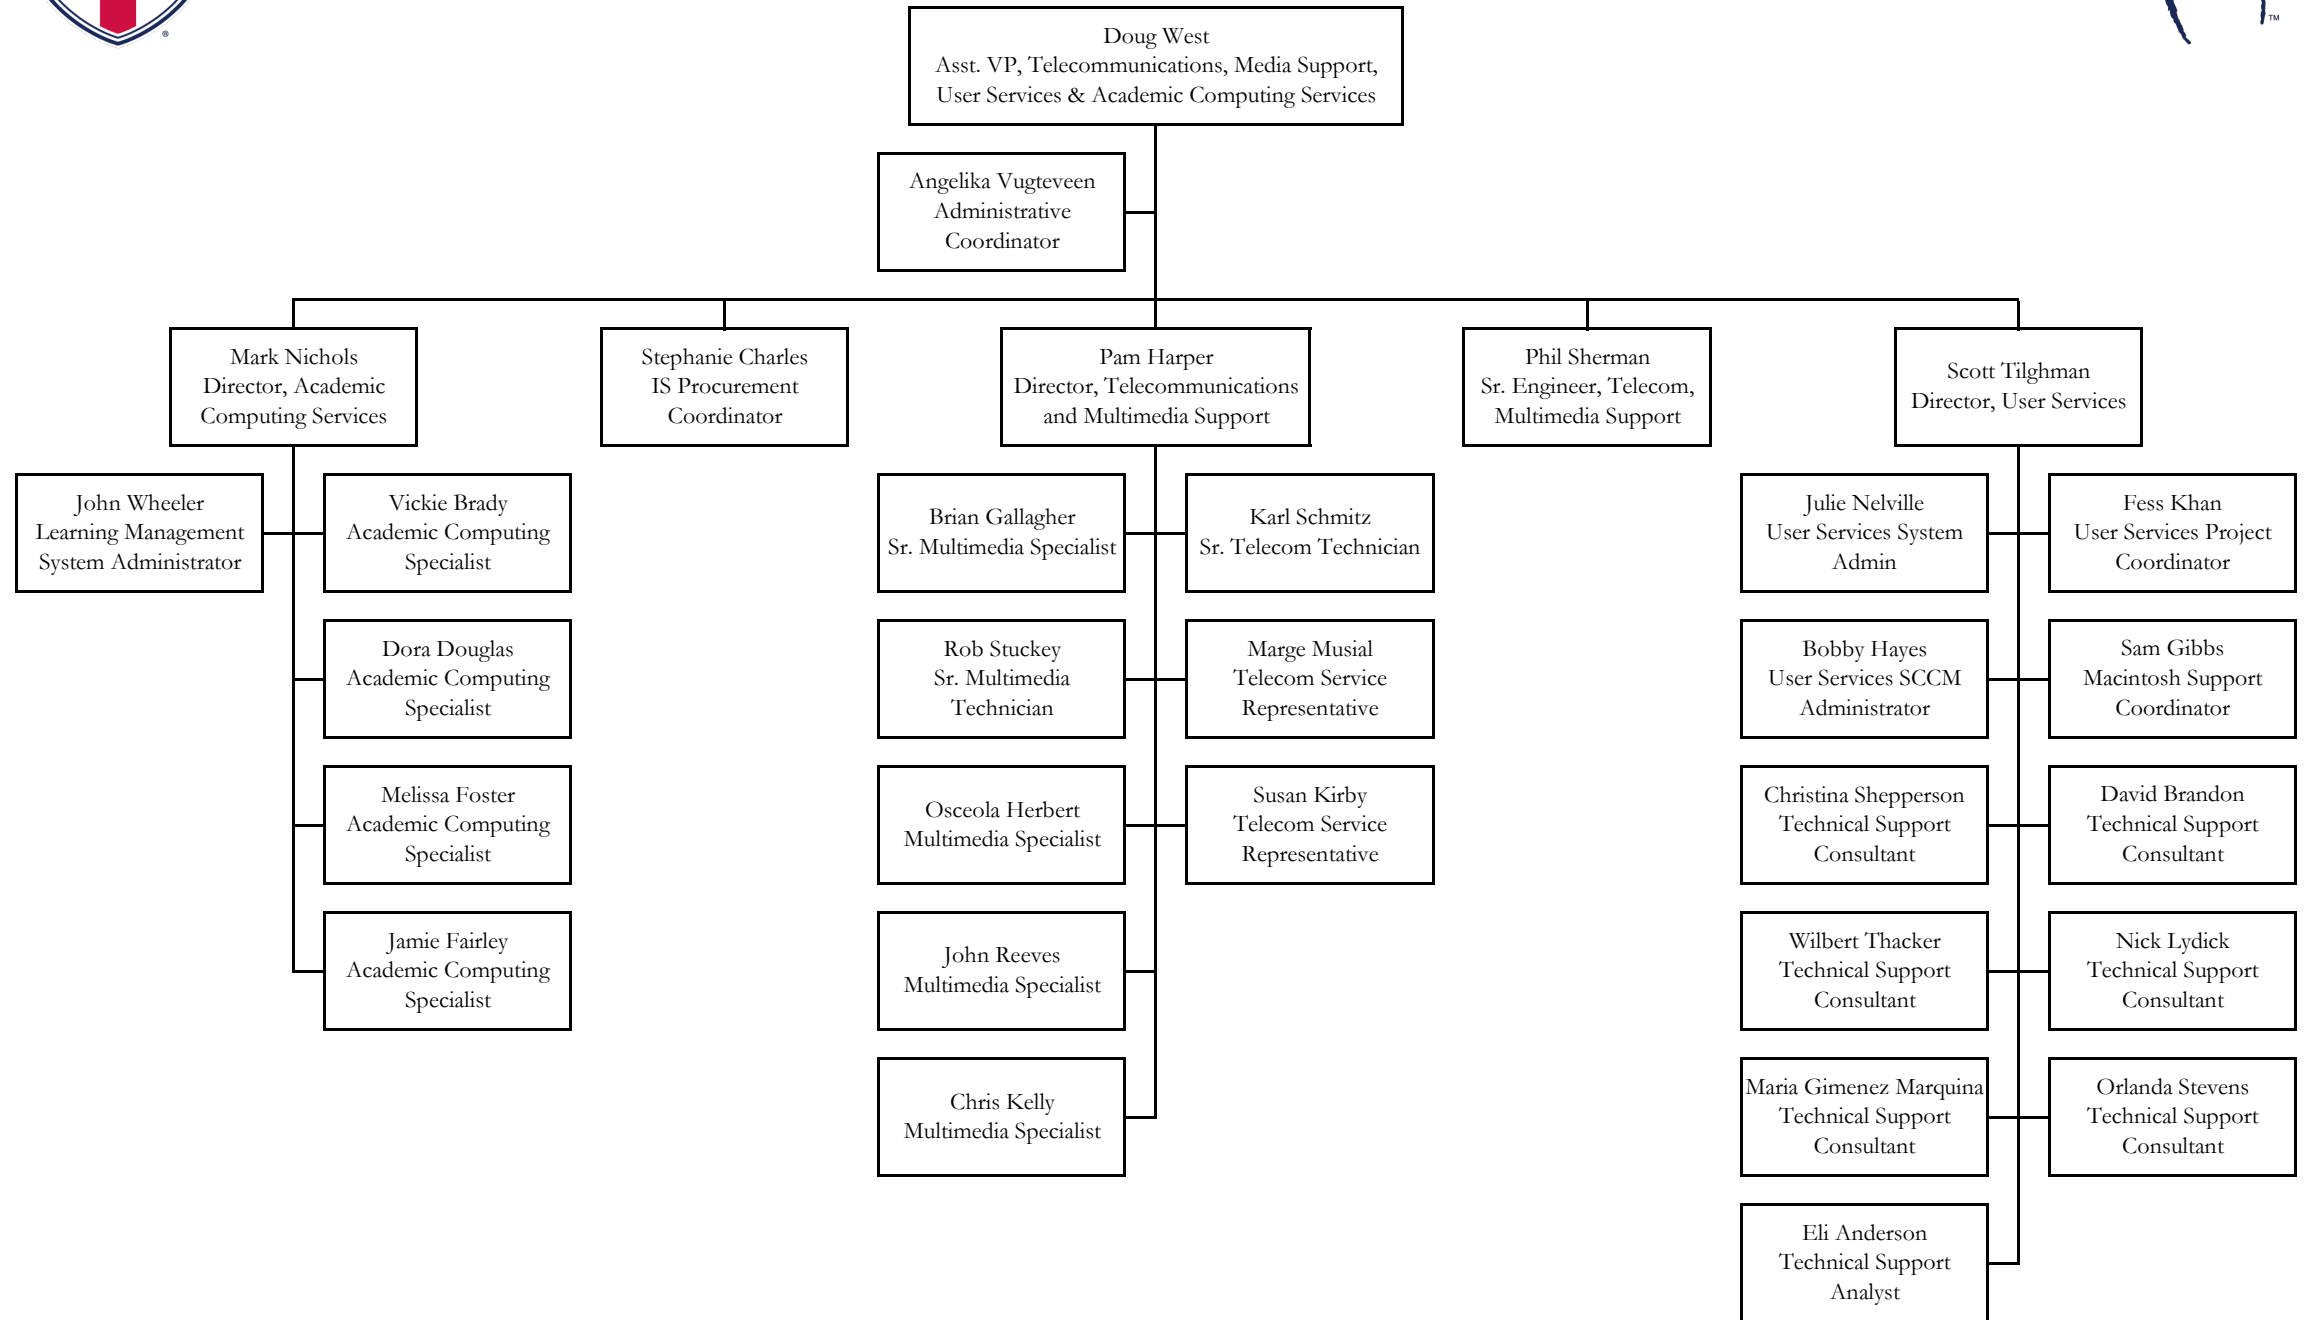 ®
™
Doug West
Asst. VP, Telecommunications, Media Support,
User Services & Academic Computing Services
Angelika Vugteveen
Administrative
Coordinator
Mark Nichols
Director, Academic
Computing Services
Stephanie Charles
IS Procurement
Coordinator
Pam Harper
Director, Telecommunications
and Multimedia Support
Phil Sherman
Sr. Engineer, Telecom,
Multimedia Support
Scott Tilghman
Director, User Services
John Wheeler
Learning Management
System Administrator
Vickie Brady
Academic Computing
Specialist
Brian Gallagher
Sr. Multimedia Specialist
Karl Schmitz
Sr. Telecom Technician
Julie Nelville
User Services System
Admin
Fess Khan
User Services Project
Coordinator
Dora Douglas
Academic Computing
Specialist
Rob Stuckey
Sr. Multimedia
Technician
Marge Musial
Telecom Service
Representative
Bobby Hayes
User Services SCCM
Administrator
Sam Gibbs
Macintosh Support
Coordinator
Melissa Foster
Academic Computing
Specialist
Osceola Herbert
Multimedia Specialist
Susan Kirby
Telecom Service
Representative
Christina Shepperson
Technical Support
Consultant
David Brandon
Technical Support
Consultant
Jamie Fairley
Academic Computing
Specialist
John Reeves
Multimedia Specialist
Wilbert Thacker
Technical Support
Consultant
Nick Lydick
Technical Support
Consultant
Chris Kelly
Multimedia Specialist
Maria Gimenez Marquina
Technical Support
Consultant
Orlanda Stevens
Technical Support
Consultant
Eli Anderson
Technical Support
Analyst